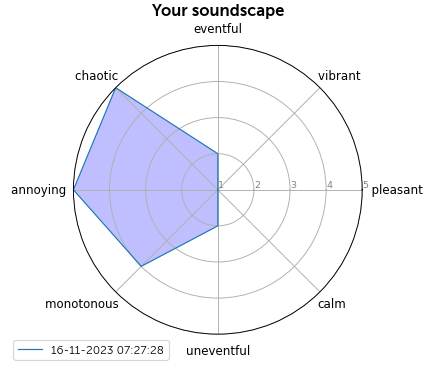 Your soundscape
eventful
chaotic
vibrant
annoying
1 2 3 4 5
pleasant
monotonous
calm
uneventful
16-11-2023 07:27:28